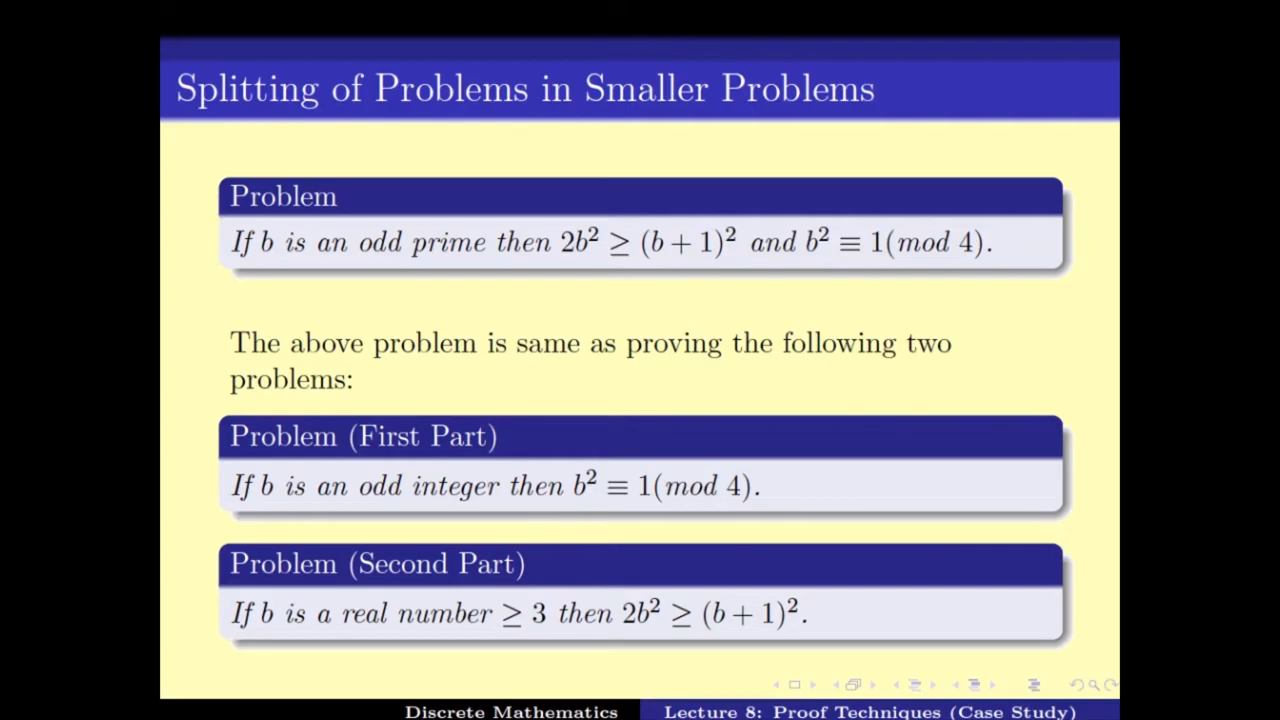 Splitting of Problems in Smaller Problems
Problem
If b is an odd prime then 2b² ≥ (b + 1)² and b² ≡ 1(mod 4).
The above problem is same as proving the following two
problems:
Problem (First Part)
If b is an odd integer then b² ≡ 1(mod 4).
Problem (Second Part)
If b is a real number ≥ 3 then 2b² ≥ (b + 1)².
Discrete Mathematics Lecture 8: Proof Techniques (Case Study)